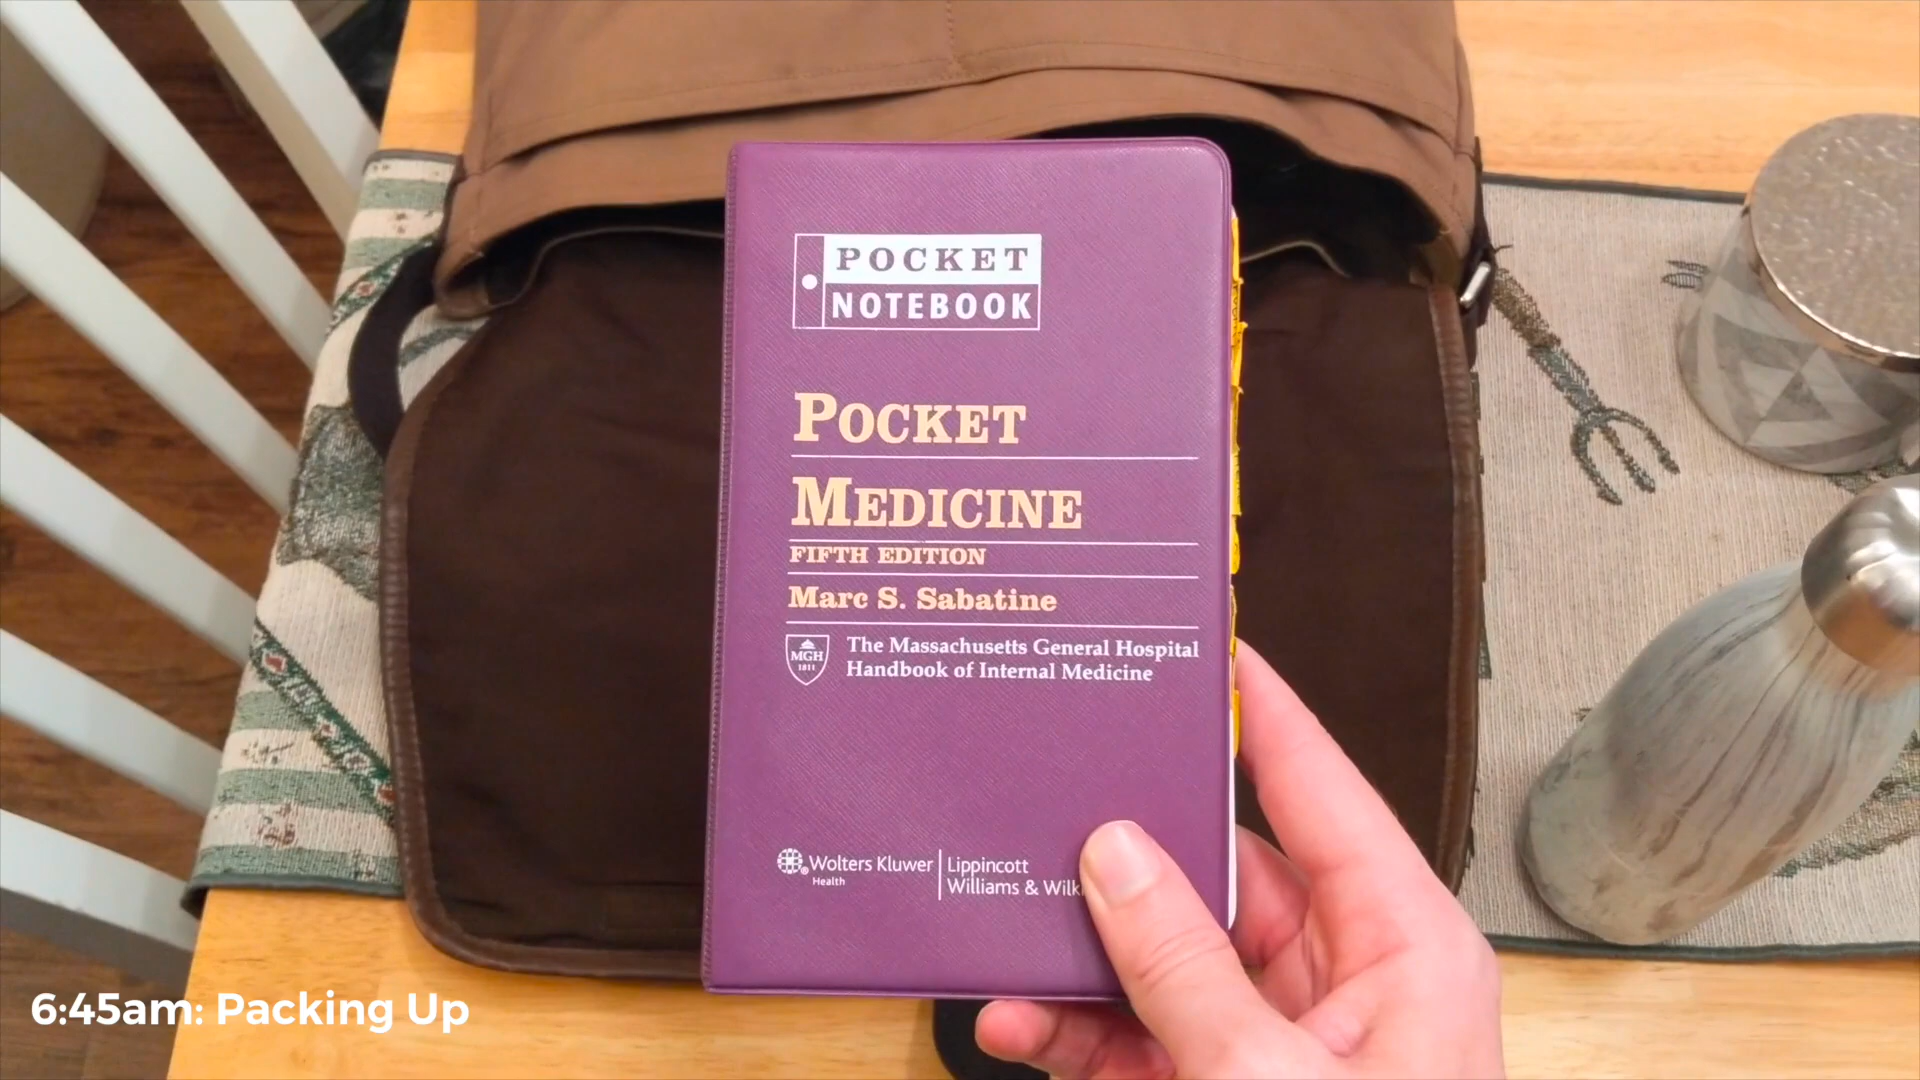 POCKET
NOTEBOOK
POCKET
MEDICINE
FIFTH EDITION
Marc S. Sabatine
MGH
1811
The Massachusetts General Hospital
Handbook of Internal Medicine
Wolters Kluwer
Health
Lippincott
Williams & Wilk
6:45am: Packing Up